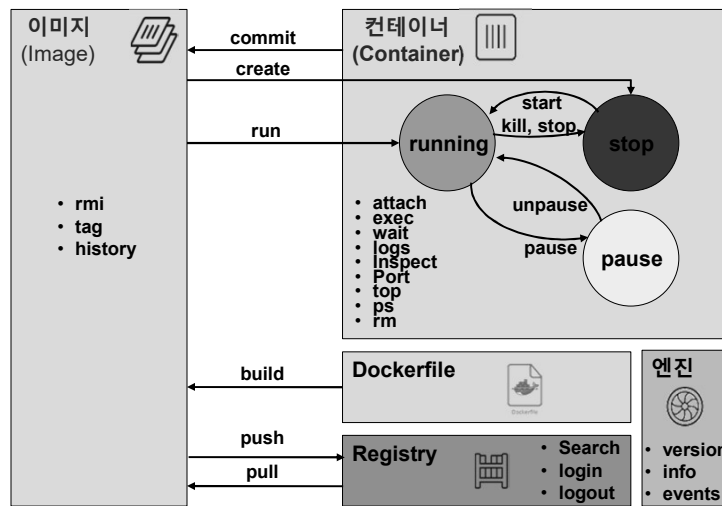 이미지
(Image)
• rmi
• tag
• history
commit
create
run
build
push
pull
컨테이너
(Container)
start
kill, stop
running
stop
unpause
pause
pause
• attach
• exec
• wait
• logs
• Inspect
• Port
• top
• ps
• rm
Dockerfile
Dockerfile
Registry
• Search
• login
• logout
엔진
• version
• info
• events